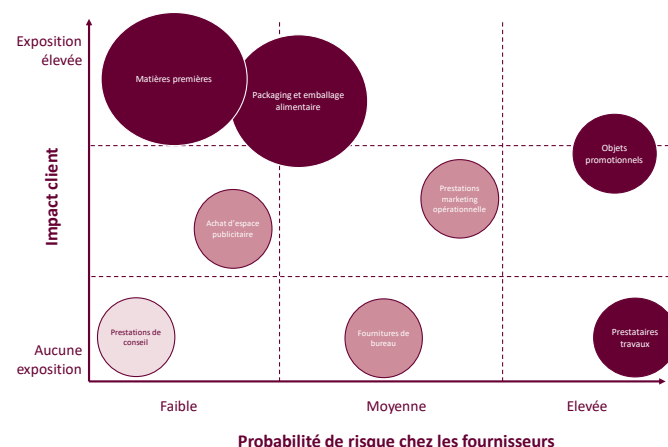 Exposition
élevée
Matières premières
Packaging et emballage
alimentaire
Objets
promotionnels
Impact client
Prestations
marketing
opérationnelle
Achat d'espace
publicitaire
Prestations de
conseil
Fournitures de
bureau
Prestataires
travaux
Aucune
exposition
Faible
Moyenne
Elevée
Probabilité de risque chez les fournisseurs